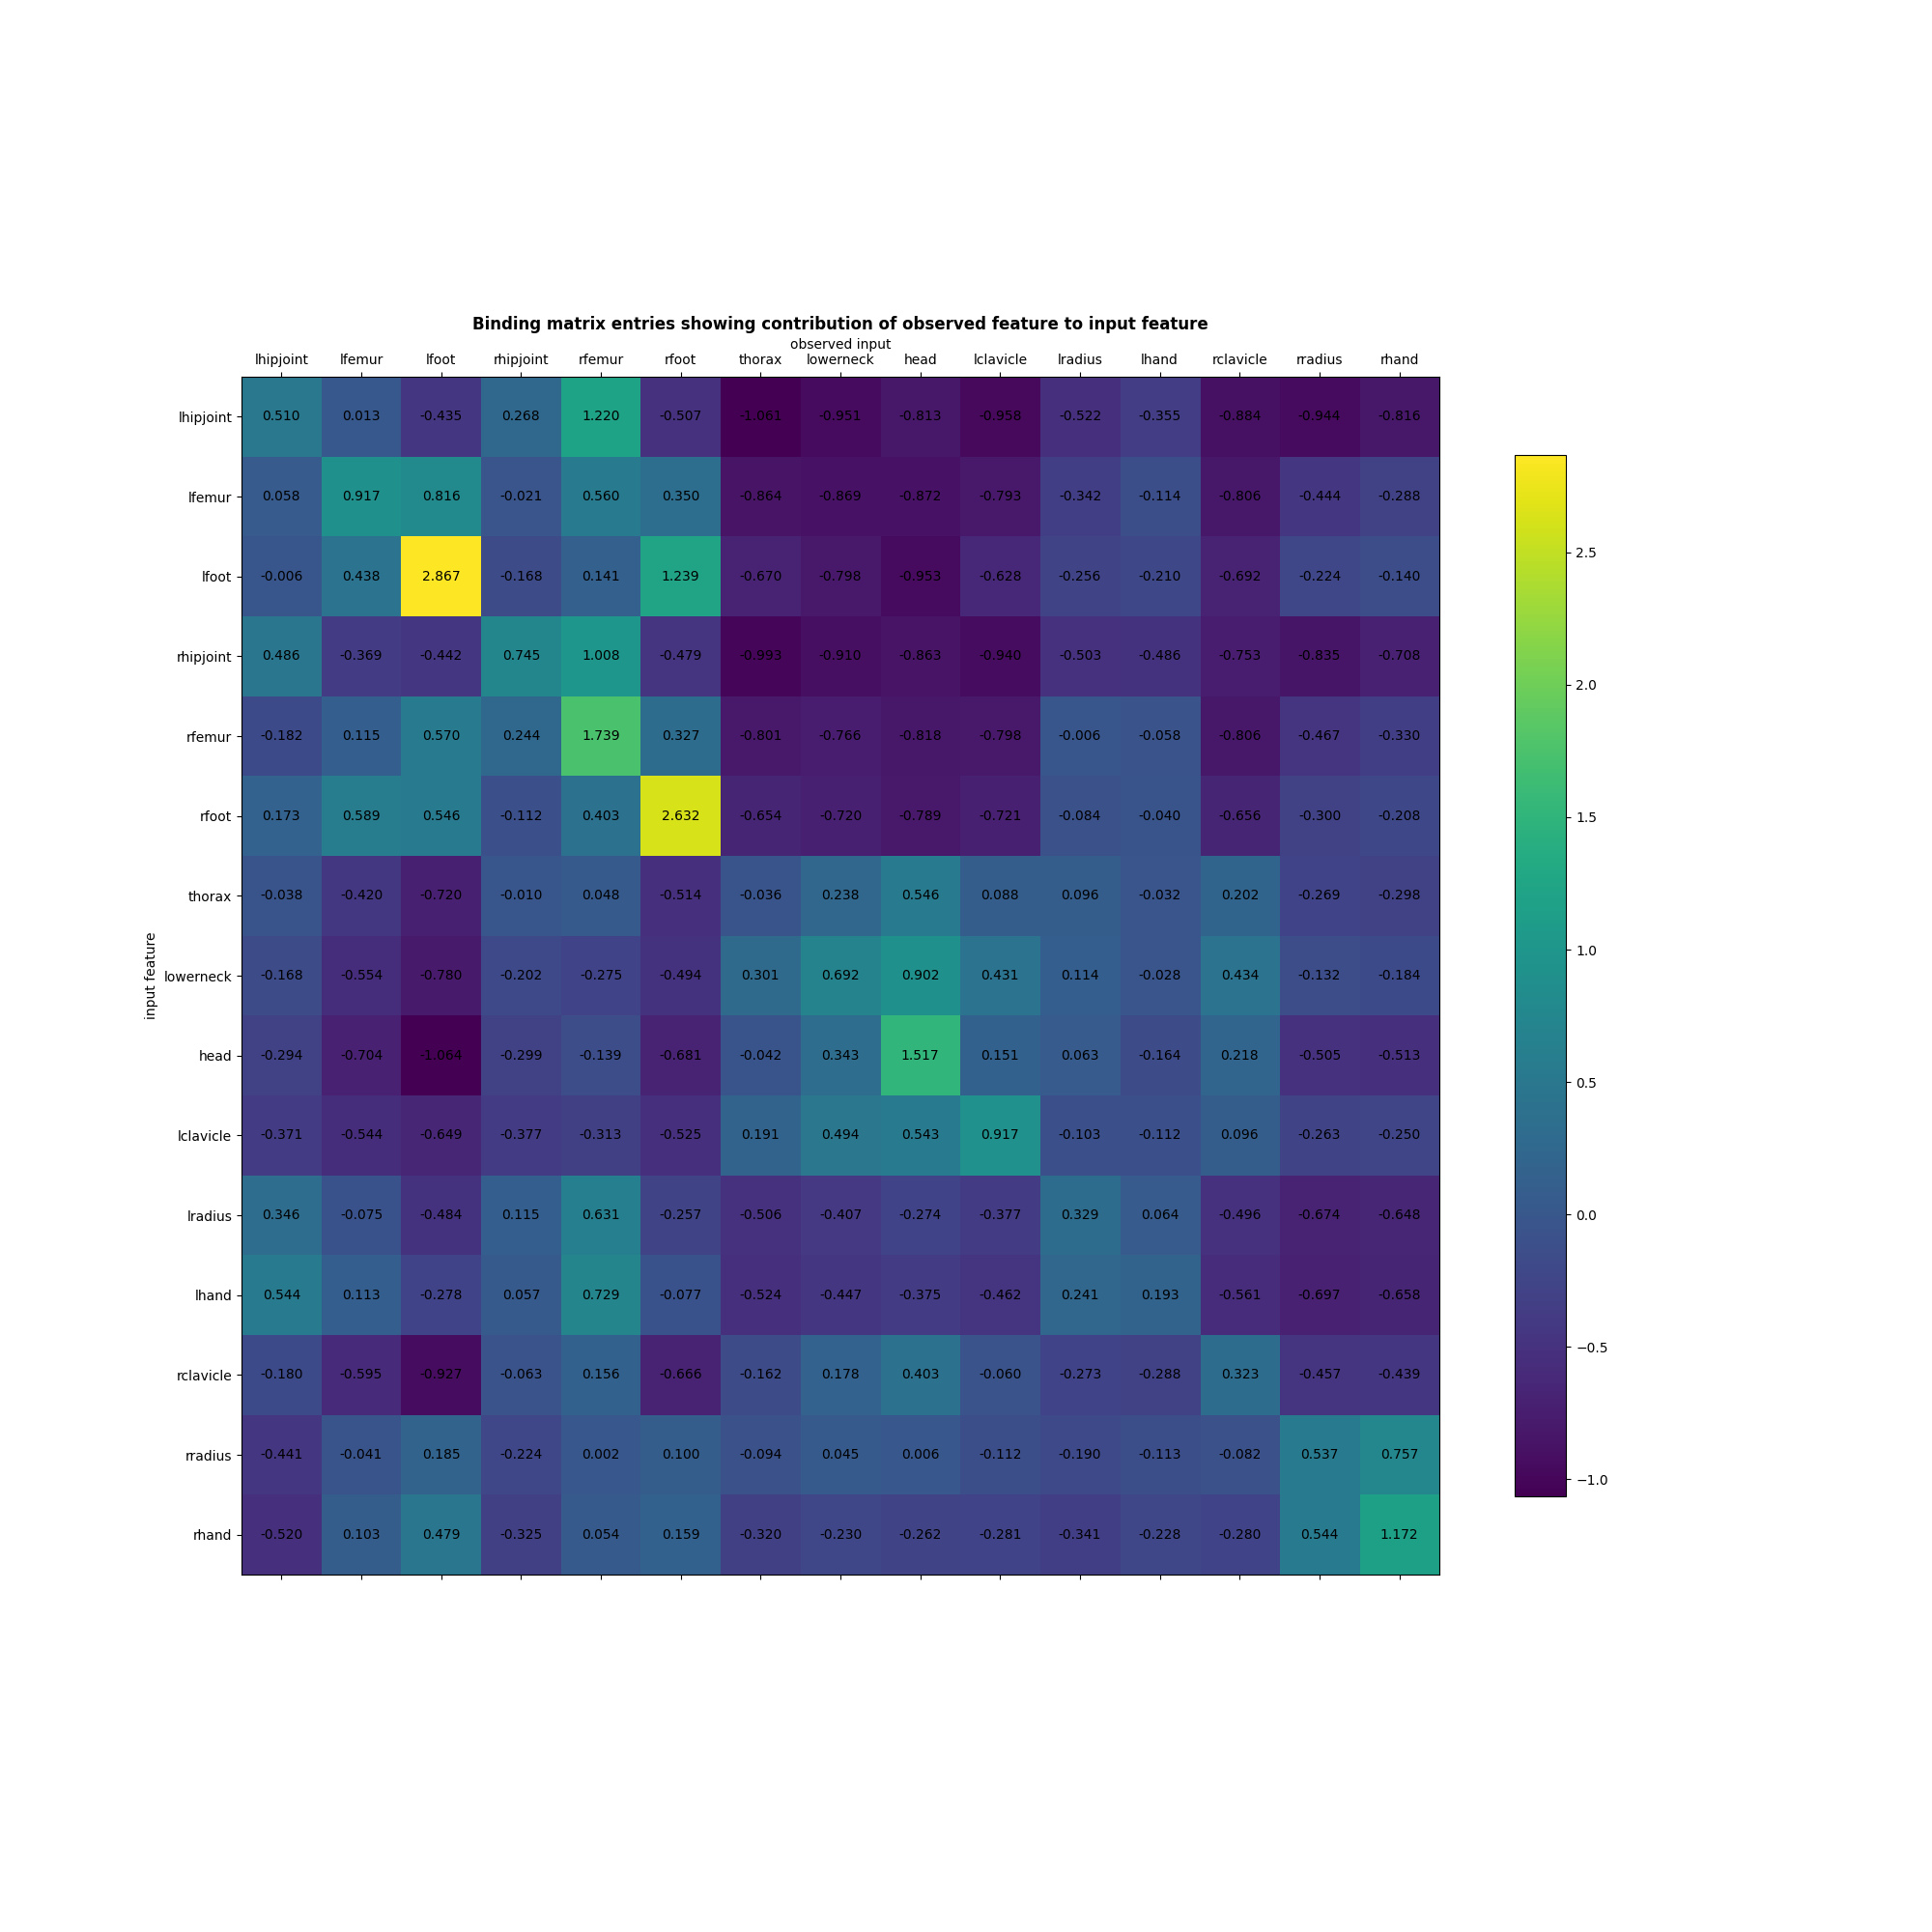 Binding matrix entries showing contribution of observed feature to input feature
observed input
lhipjoint lfemur lfoot rhipjoint rfemur rfoot thorax lowerneck head lclavicle lradius lhand rclavicle rradius rhand
lhipjoint 0.510 0.013 -0.435 0.268 1.220 -0.507 -1.061 -0.951 -0.813 -0.958 -0.522 -0.355 -0.884 -0.944 -0.816
lfemur 0.058 0.917 0.816 -0.021 0.560 0.350 -0.864 -0.869 -0.872 -0.793 -0.342 -0.114 -0.806 -0.444 -0.288
lfoot -0.006 0.438 2.867 -0.168 0.141 1.239 -0.670 -0.798 -0.953 -0.628 -0.256 -0.210 -0.692 -0.224 -0.140
rhipjoint 0.486 -0.369 -0.442 0.745 1.008 -0.479 -0.993 -0.910 -0.863 -0.940 -0.503 -0.486 -0.753 -0.835 -0.708
rfemur -0.182 0.115 0.570 0.244 1.739 0.327 -0.801 -0.766 -0.818 -0.798 -0.006 -0.058 -0.806 -0.467 -0.330
rfoot 0.173 0.589 0.546 -0.112 0.403 2.632 -0.654 -0.720 -0.789 -0.721 -0.084 -0.040 -0.656 -0.300 -0.208
thorax -0.038 -0.420 -0.720 -0.010 0.048 -0.514 -0.036 0.238 0.546 0.088 0.096 -0.032 0.202 -0.269 -0.298
lowerneck -0.168 -0.554 -0.780 -0.202 -0.275 -0.494 0.301 0.692 0.902 0.431 0.114 -0.028 0.434 -0.132 -0.184
head -0.294 -0.704 -1.064 -0.299 -0.139 -0.681 -0.042 0.343 1.517 0.151 0.063 -0.164 0.218 -0.505 -0.513
lclavicle -0.371 -0.544 -0.649 -0.377 -0.313 -0.525 0.191 0.494 0.543 0.917 -0.103 -0.112 0.096 -0.263 -0.250
lradius 0.346 -0.075 -0.484 0.115 0.631 -0.257 -0.506 -0.407 -0.274 -0.377 0.329 0.064 -0.496 -0.674 -0.648
lhand 0.544 0.113 -0.278 0.057 0.729 -0.077 -0.524 -0.447 -0.375 -0.462 0.241 0.193 -0.561 -0.697 -0.658
rclavicle -0.180 -0.595 -0.927 -0.063 0.156 -0.666 -0.162 0.178 0.403 -0.060 -0.273 -0.288 0.323 -0.457 -0.439
rradius -0.441 -0.041 0.185 -0.224 0.002 0.100 -0.094 0.045 0.006 -0.112 -0.190 -0.113 -0.082 0.537 0.757
rhand -0.520 0.103 0.479 -0.325 0.054 0.159 -0.320 -0.230 -0.262 -0.281 -0.341 -0.228 -0.280 0.544 1.172
input feature
2.5
2.0
1.5
1.0
0.5
0.0
−0.5
−1.0